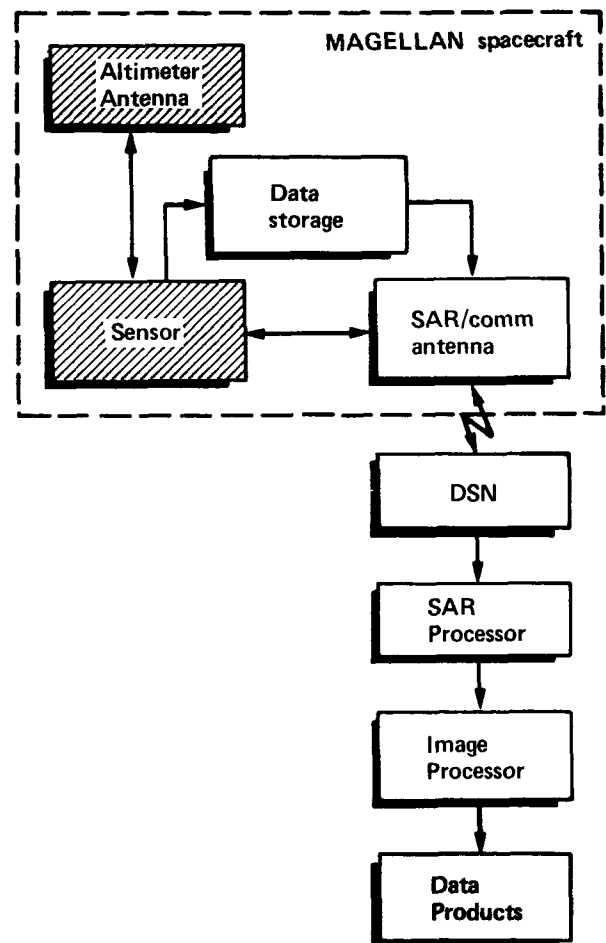 MAGELLAN spacecraft
Altimeter
Antenna
Data
storage
Sensor
SAR/comm
antenna
DSN
SAR
Processor
Image
Processor
Data
Products